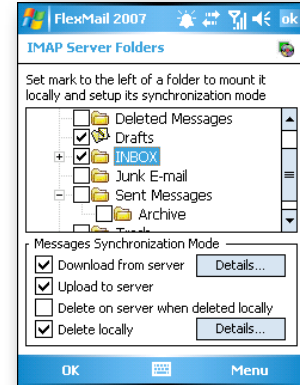 FlexMail 2007 ok
IMAP Server Folders
Set mark to the left of a folder to mount it
locally and setup its synchronization mode
Deleted Messages
Drafts
INBOX
Junk E-mail
Sent Messages
Archive
Trash
Messages Synchronization Mode
Download from server Details...
Upload to server
Delete on server when deleted locally
Delete locally Details...
OK Menu